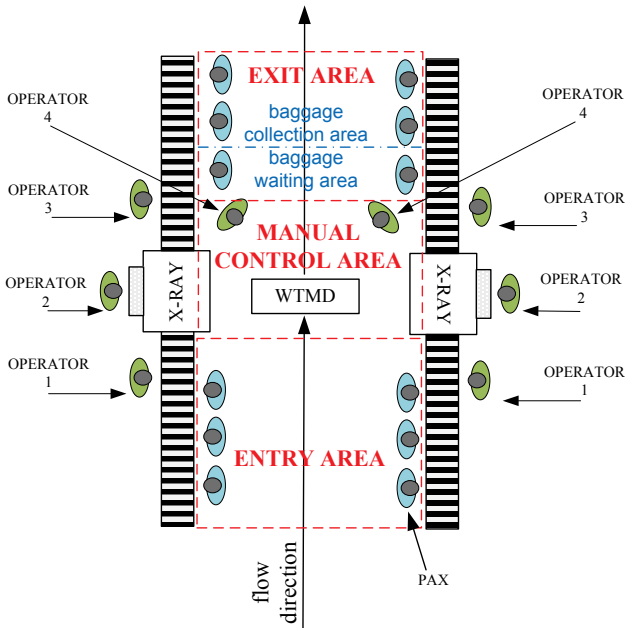 EXIT AREA
OPERATOR
4
OPERATOR
4
baggage
collection area
baggage
waiting area
OPERATOR
3
OPERATOR
3
MANUAL
CONTROL AREA
OPERATOR
2
X-RAY
WTMD
X-RAY
OPERATOR
2
OPERATOR
1
OPERATOR
1
ENTRY AREA
flow
direction
PAX